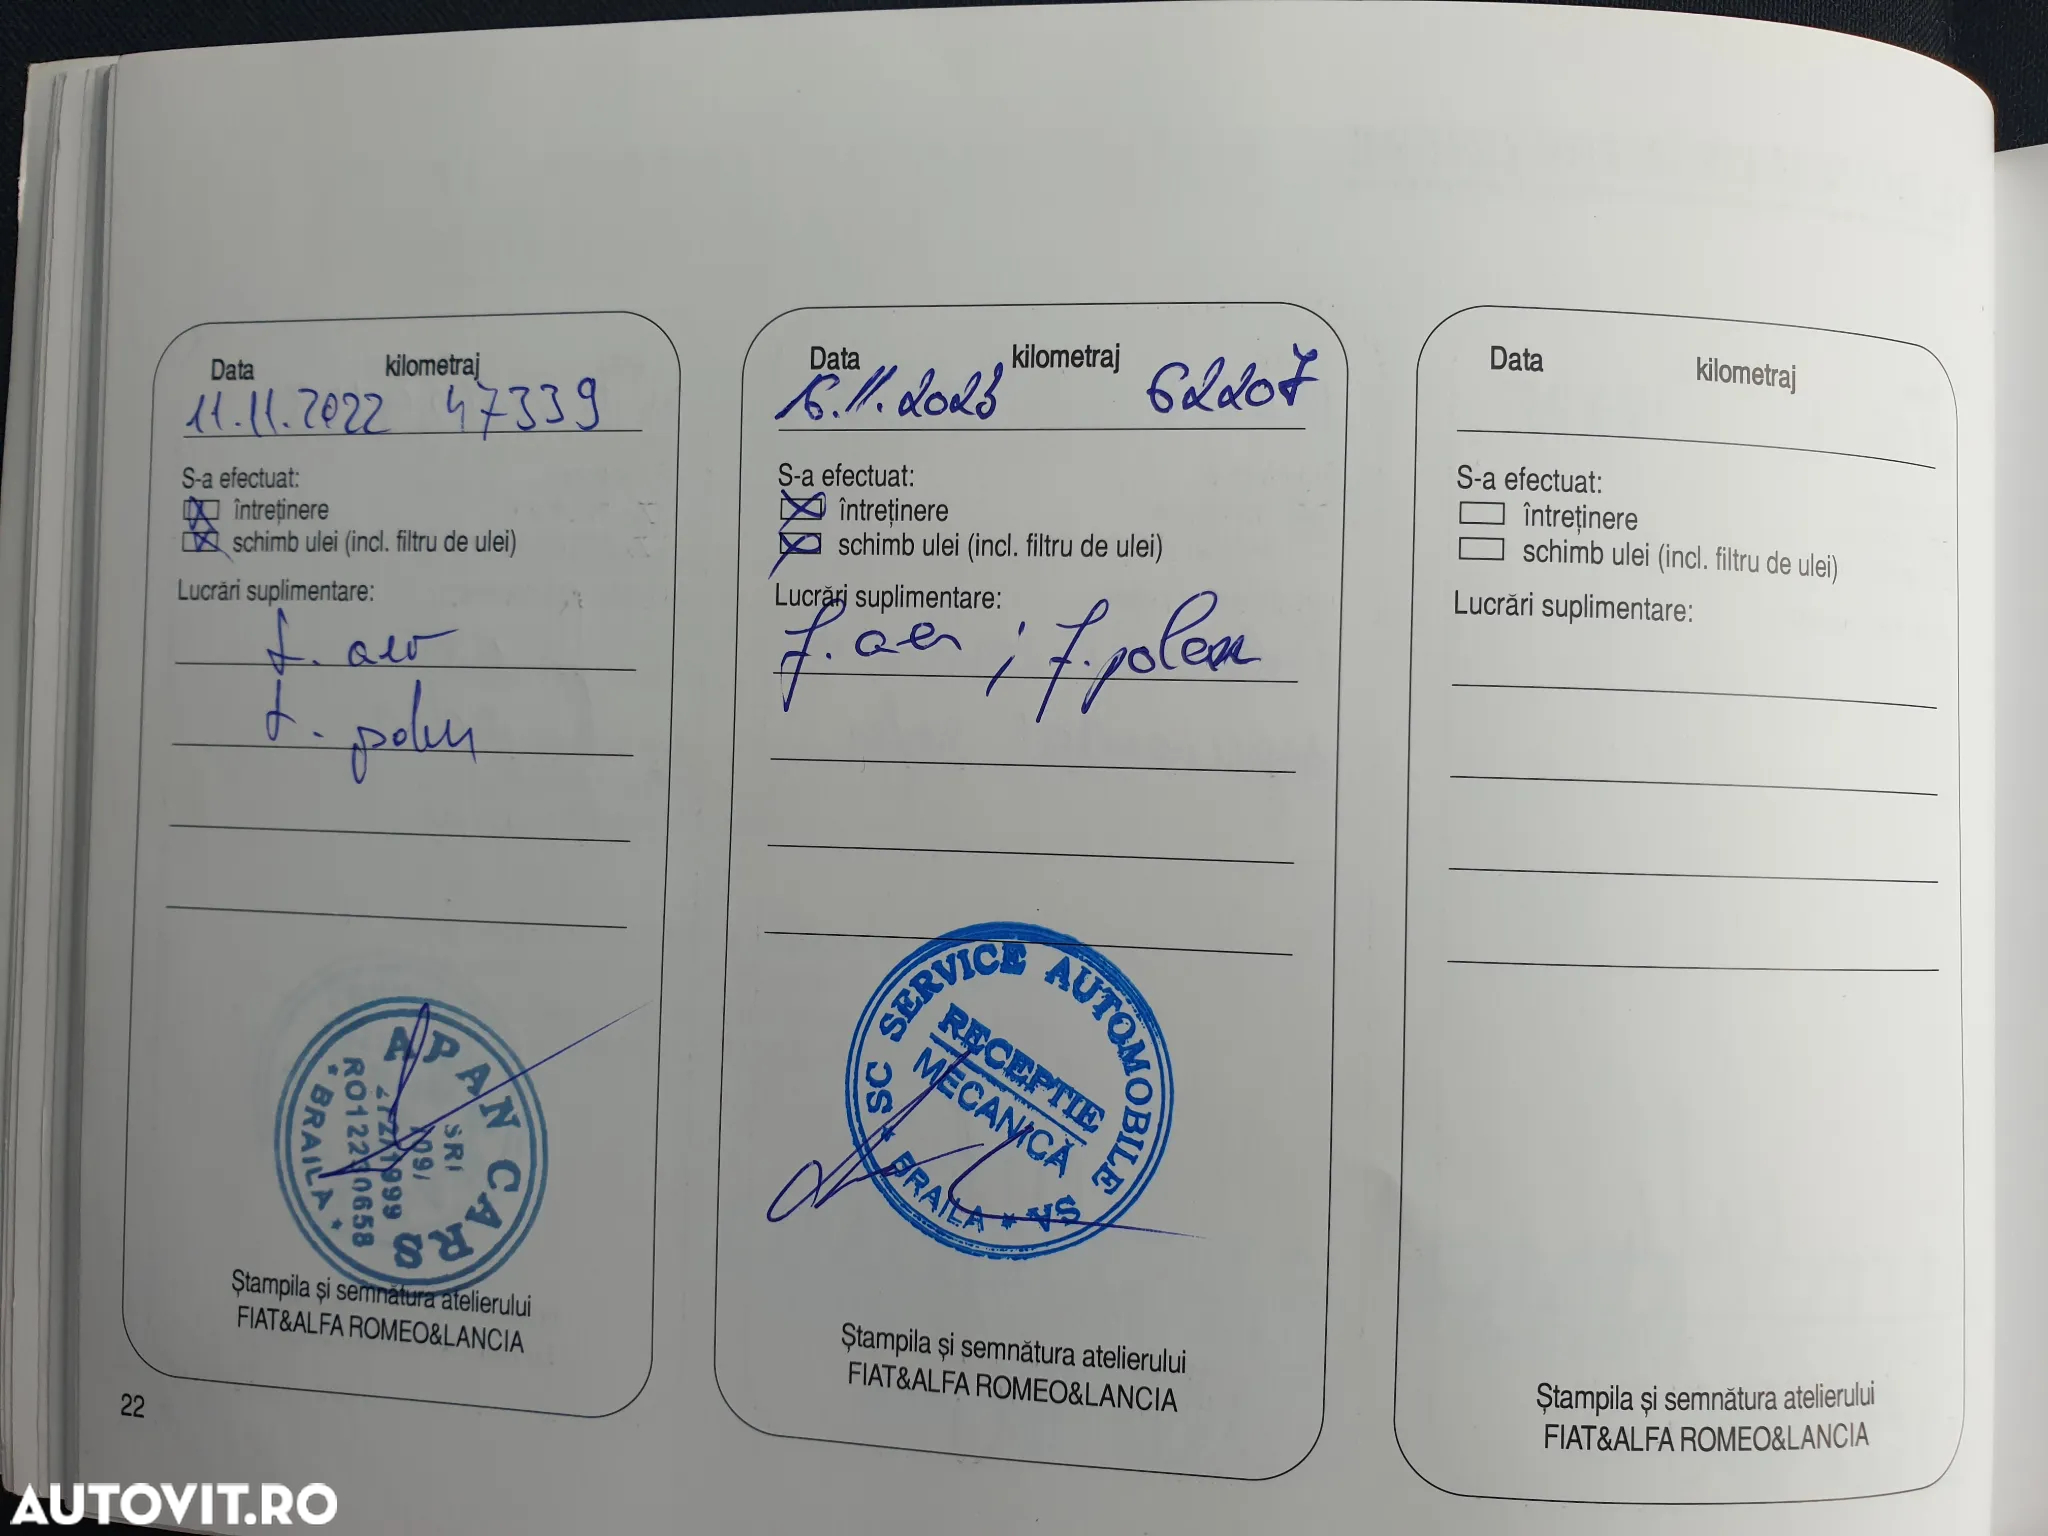 Data kilometraj
11.11.2022 47339
S-a efectuat:
întreținere
schimb ulei (incl. filtru de ulei)
Lucrări suplimentare:
f. aer
f. polen
APAN CARS
SRL
BRAILA
Ștampila și semnătura atelierului
FIAT&ALFA ROMEO&LANCIA
22
Data kilometraj
16.11.2023 62207
S-a efectuat:
întreținere
schimb ulei (incl. filtru de ulei)
Lucrări suplimentare:
f. aer ; f. polen
SC SERVICE AUTOMOBILE SA
RECEPTIE
MECANICĂ
* BRAILA *
Ștampila și semnătura atelierului
FIAT&ALFA ROMEO&LANCIA
Data kilometraj
S-a efectuat:
întreținere
schimb ulei (incl. filtru de ulei)
Lucrări suplimentare:
Ștampila și semnătura atelierului
FIAT&ALFA ROMEO&LANCIA
AUTOVIT.RO